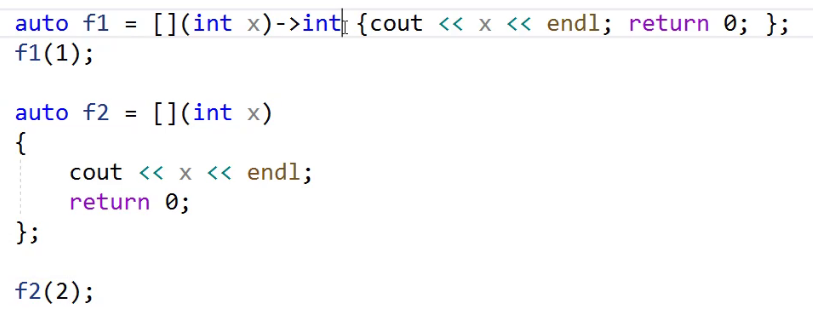 auto f1 = [](int x)->int {cout << x << endl; return 0; };
f1(1);
auto f2 = [](int x)
{
    cout << x << endl;
    return 0;
};
f2(2);